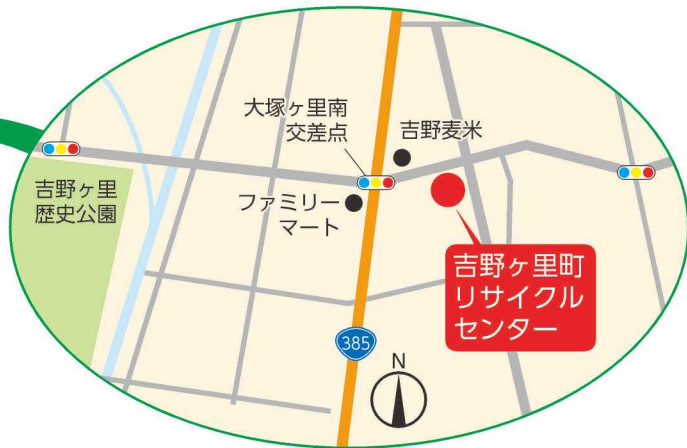 大塚ヶ里南
交差点
吉野麦米
吉野ヶ里
歴史公園
ファミリー
マート
吉野ヶ里町
リサイクル
センター
385
N